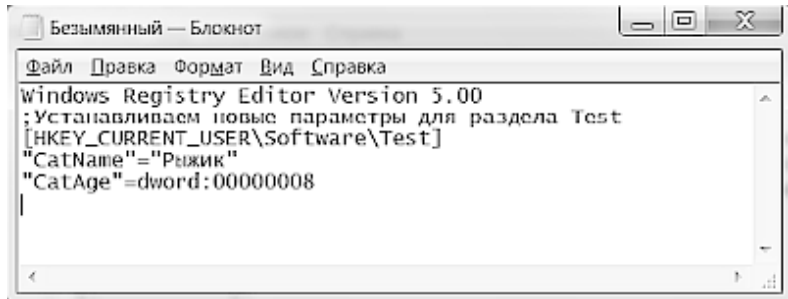 Безымянный — Блокнот
Файл Правка Формат Вид Справка
Windows Registry Editor Version 5.00
;Устанавливаем новые параметры для раздела Test
[HKEY_CURRENT_USER\Software\Test]
"CatName"="Рыжик"
"CatAge"=dword:00000008